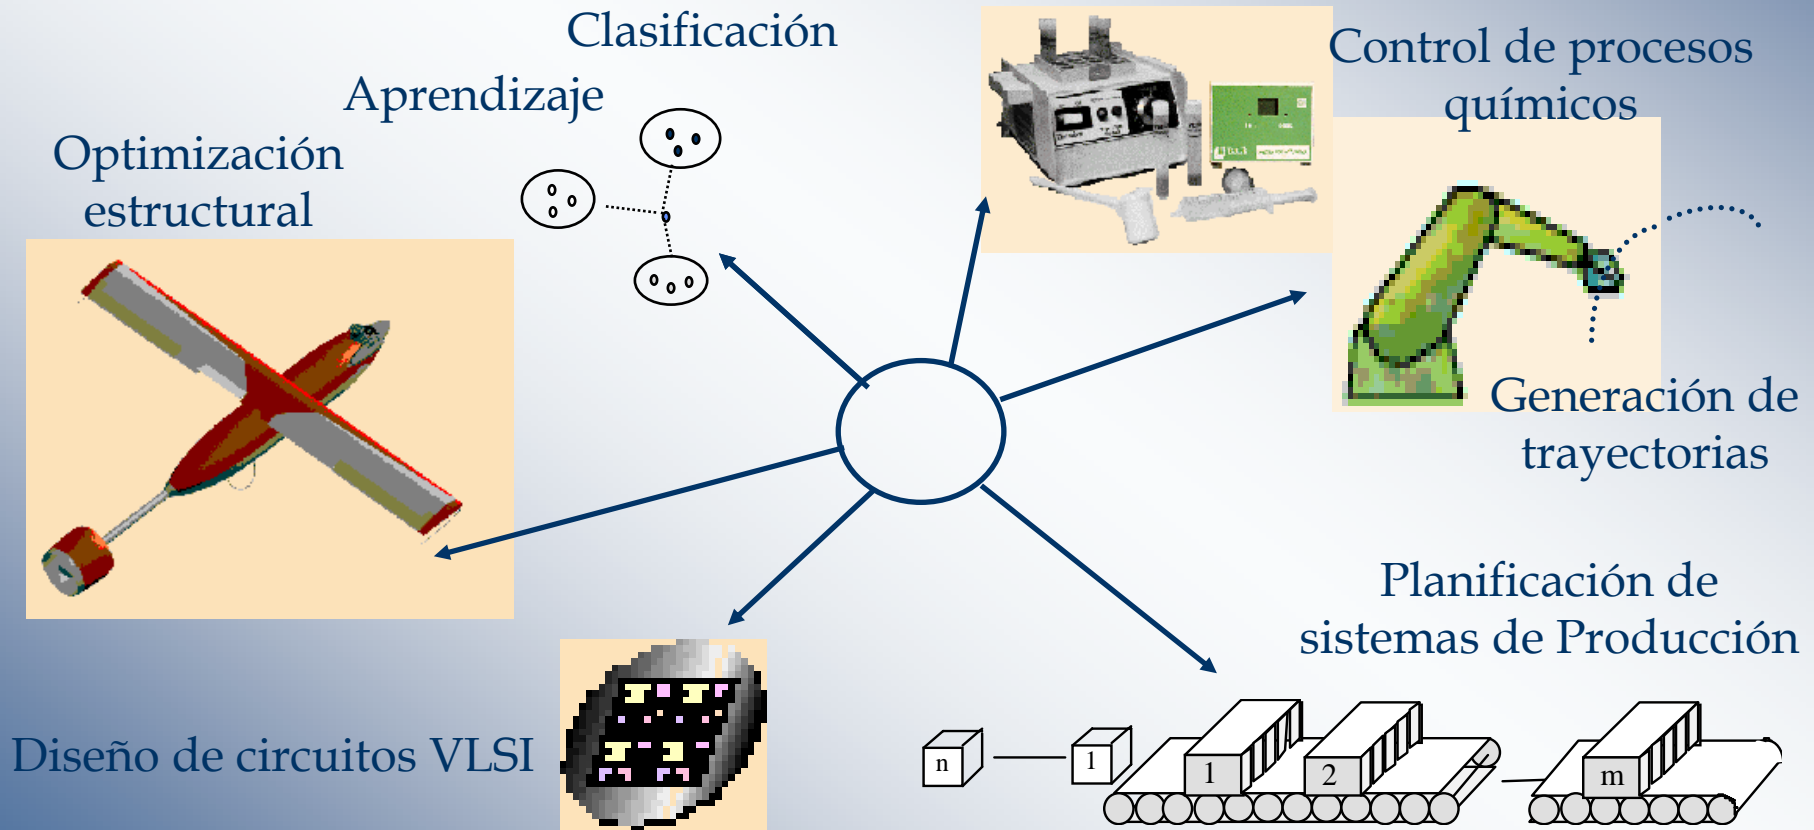 Clasificación
Aprendizaje
Optimización
estructural
Control de procesos
químicos
Generación de
trayectorias
Planificación de
sistemas de Producción
Diseño de circuitos VLSI
n
1
1
2
m